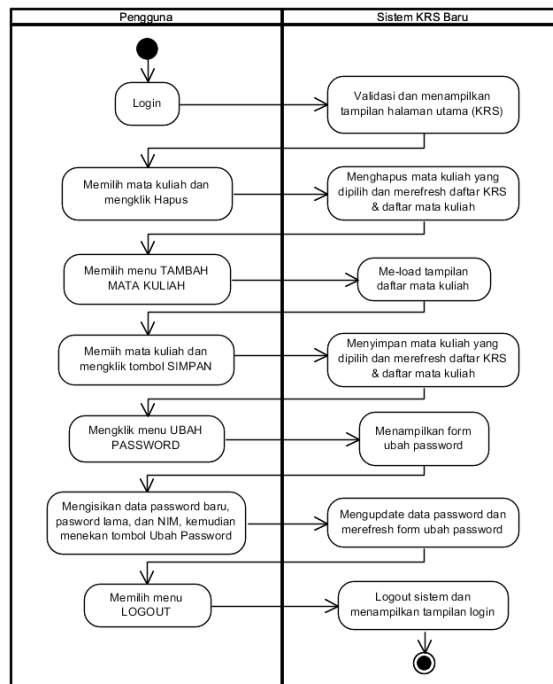 Pengguna
Sistem KRS Baru
Login
Validasi dan menampilkan
tampilan halaman utama (KRS)
Memilih mata kuliah dan
mengklik Hapus
Menghapus mata kuliah yang
dipilih dan merefresh daftar KRS
& daftar mata kuliah
Memilih menu TAMBAH
MATA KULIAH
Me-load tampilan
daftar mata kuliah
Memiih mata kuliah dan
mengklik tombol SIMPAN
Menyimpan mata kuliah yang
dipilih dan merefresh daftar KRS
& daftar mata kuliah
Mengklik menu UBAH
PASSWORD
Menampilkan form
ubah password
Mengisikan data password baru,
pasword lama, dan NIM, kemudian
menekan tombol Ubah Password
Mengupdate data password dan
merefresh form ubah password
Memilih menu
LOGOUT
Logout sistem dan
menampilkan tampilan login